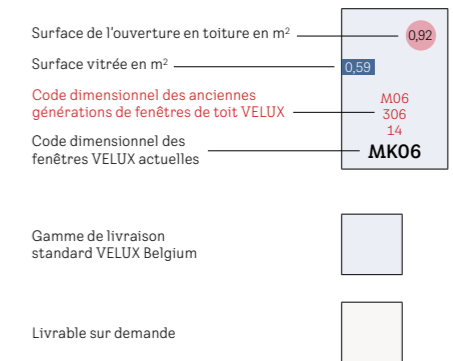 Surface de l'ouverture en toiture en m²
0,92
Surface vitrée en m²
0,59
Code dimensionnel des anciennes
générations de fenêtres de toit VELUX
M06
306
14
Code dimensionnel des
fenêtres VELUX actuelles
MK06
Gamme de livraison
standard VELUX Belgium
Livrable sur demande